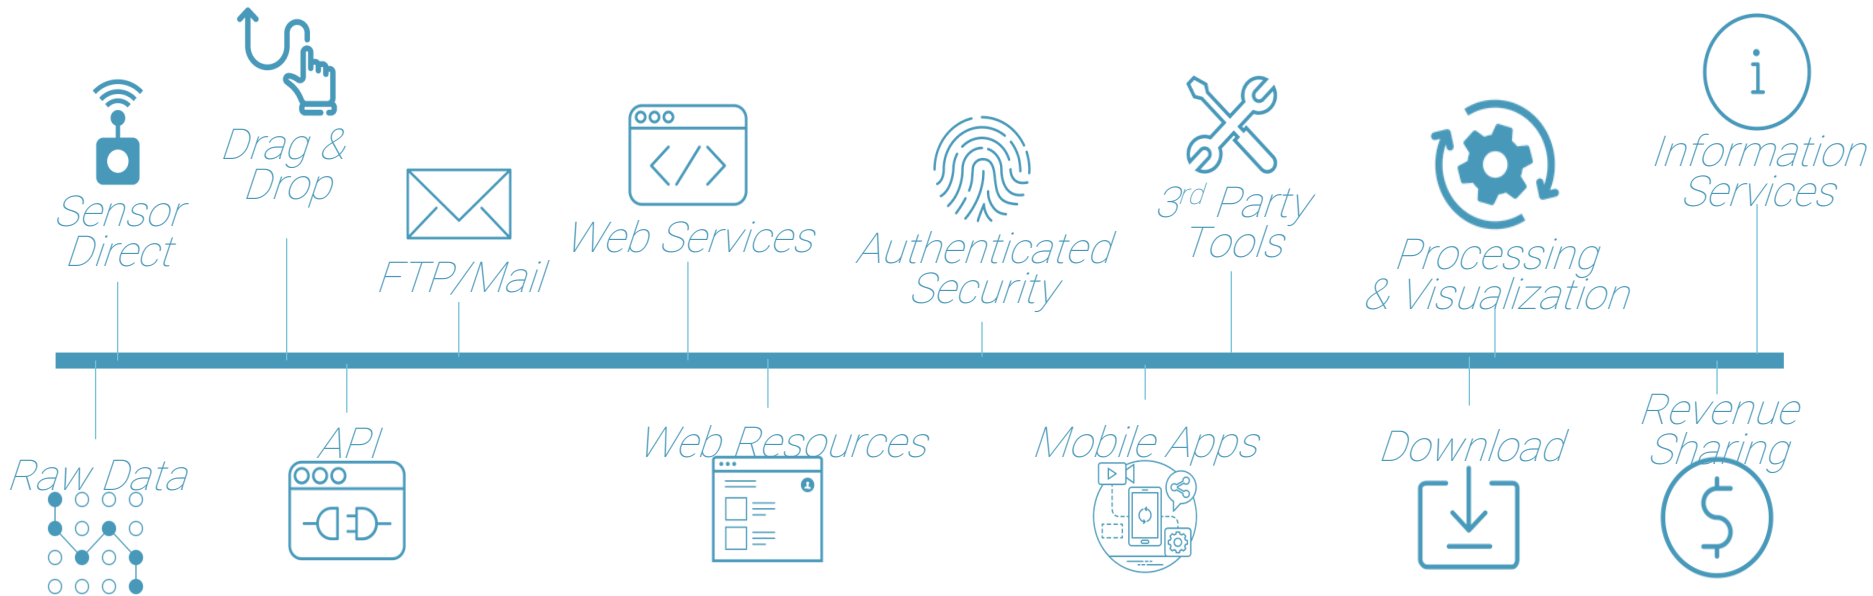 Sensor
Direct
Drag &
Drop
FTP/Mail
Web Services
</>
Authenticated
Security
3rd Party
Tools
Processing
& Visualization
i
Information
Services
Raw Data
API
Web Resources
Mobile Apps
Download
Revenue
Sharing
$